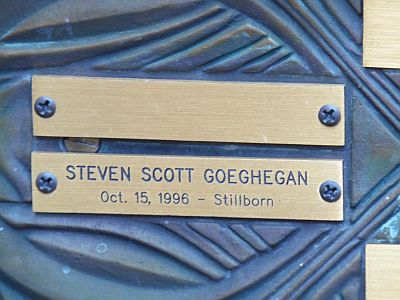 STEVEN SCOTT GOEGHEGAN
Oct. 15, 1996 - Stillborn